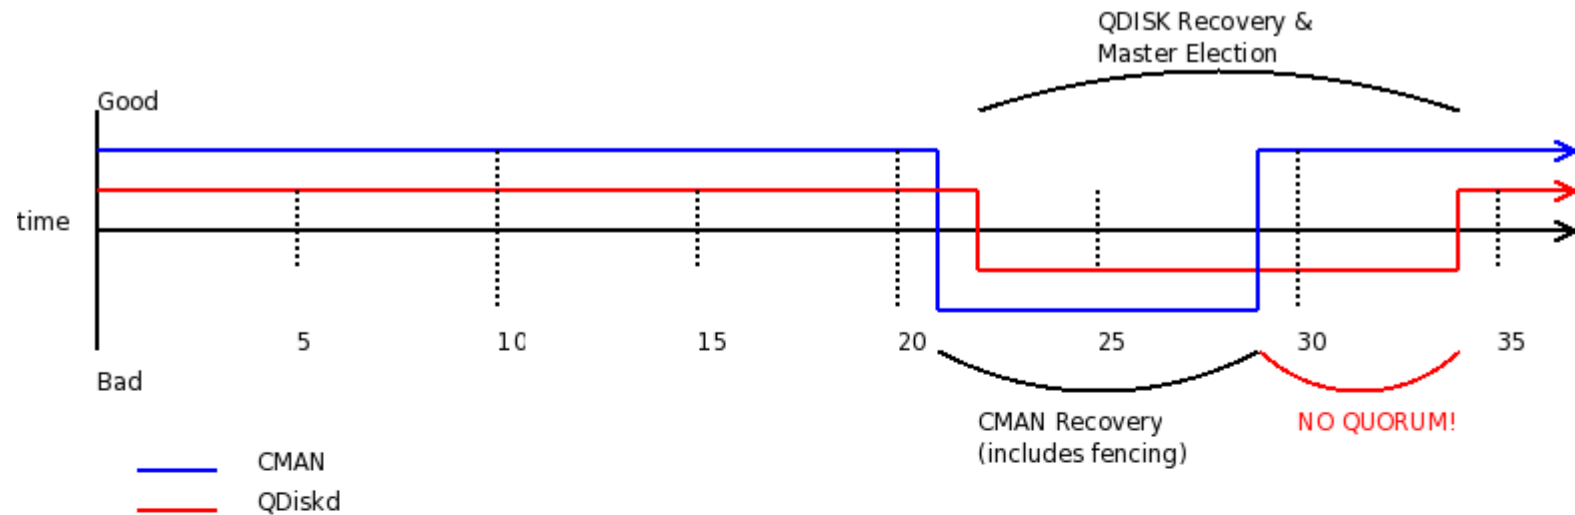 QDISK Recovery &
Master Election
Good
time
5
10
15
20
25
30
35
Bad
CMAN Recovery
(includes fencing)
NO QUORUM!
CMAN
QDiskd